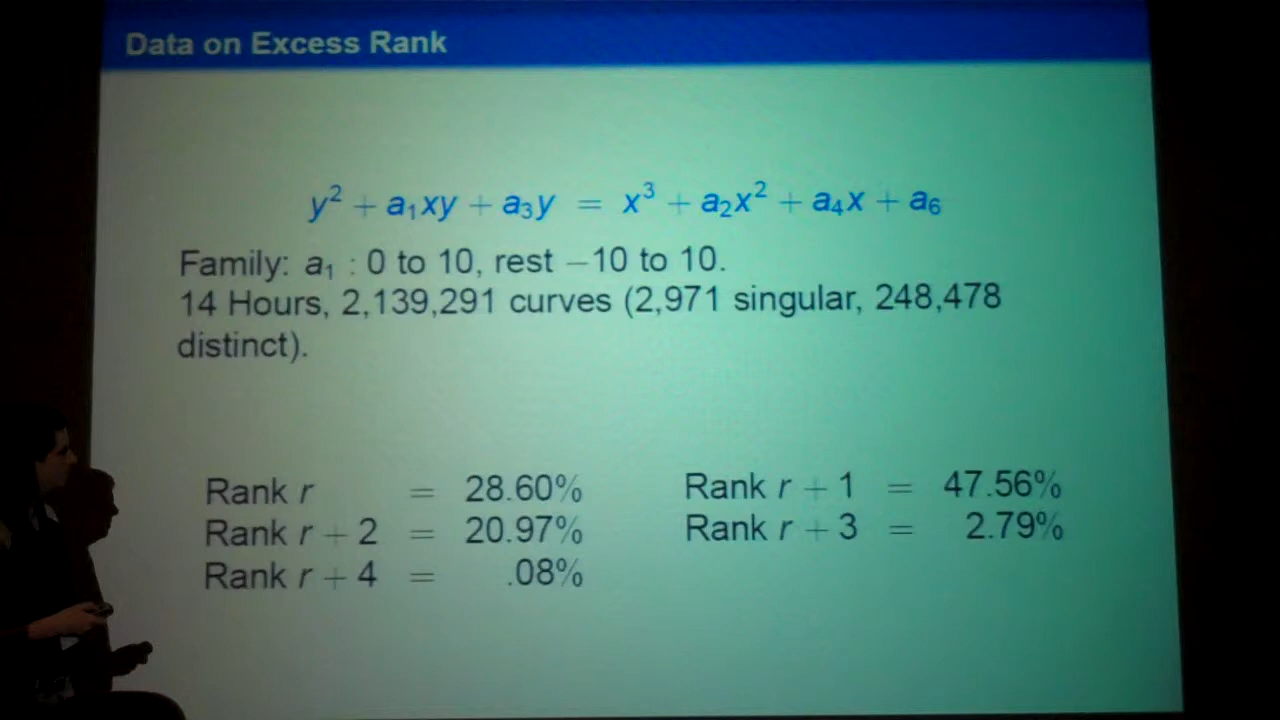 Data on Excess Rank
y² + a₁xy + a₃y = x³ + a₂x² + a₄x + a₆
Family: a₁ : 0 to 10, rest −10 to 10.
14 Hours, 2,139,291 curves (2,971 singular, 248,478
distinct).
Rank r = 28.60% Rank r + 1 = 47.56%
Rank r + 2 = 20.97% Rank r + 3 = 2.79%
Rank r + 4 = .08%